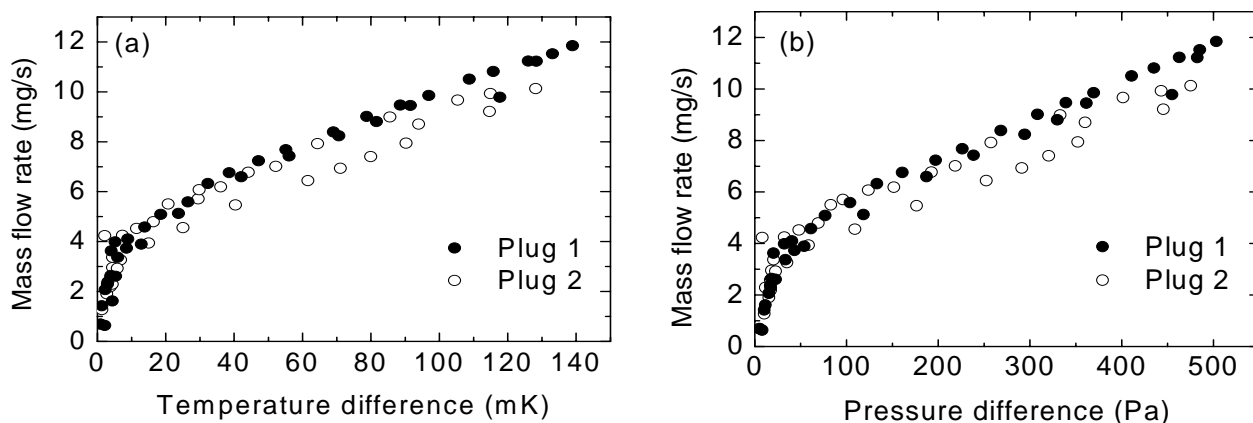 (a)
12
10
8
6
4
2
0
Mass flow rate (mg/s)
Plug 1
Plug 2
0 20 40 60 80 100 120 140
Temperature difference (mK)
(b)
12
10
8
6
4
2
0
Mass flow rate (mg/s)
Plug 1
Plug 2
0 100 200 300 400 500
Pressure difference (Pa)